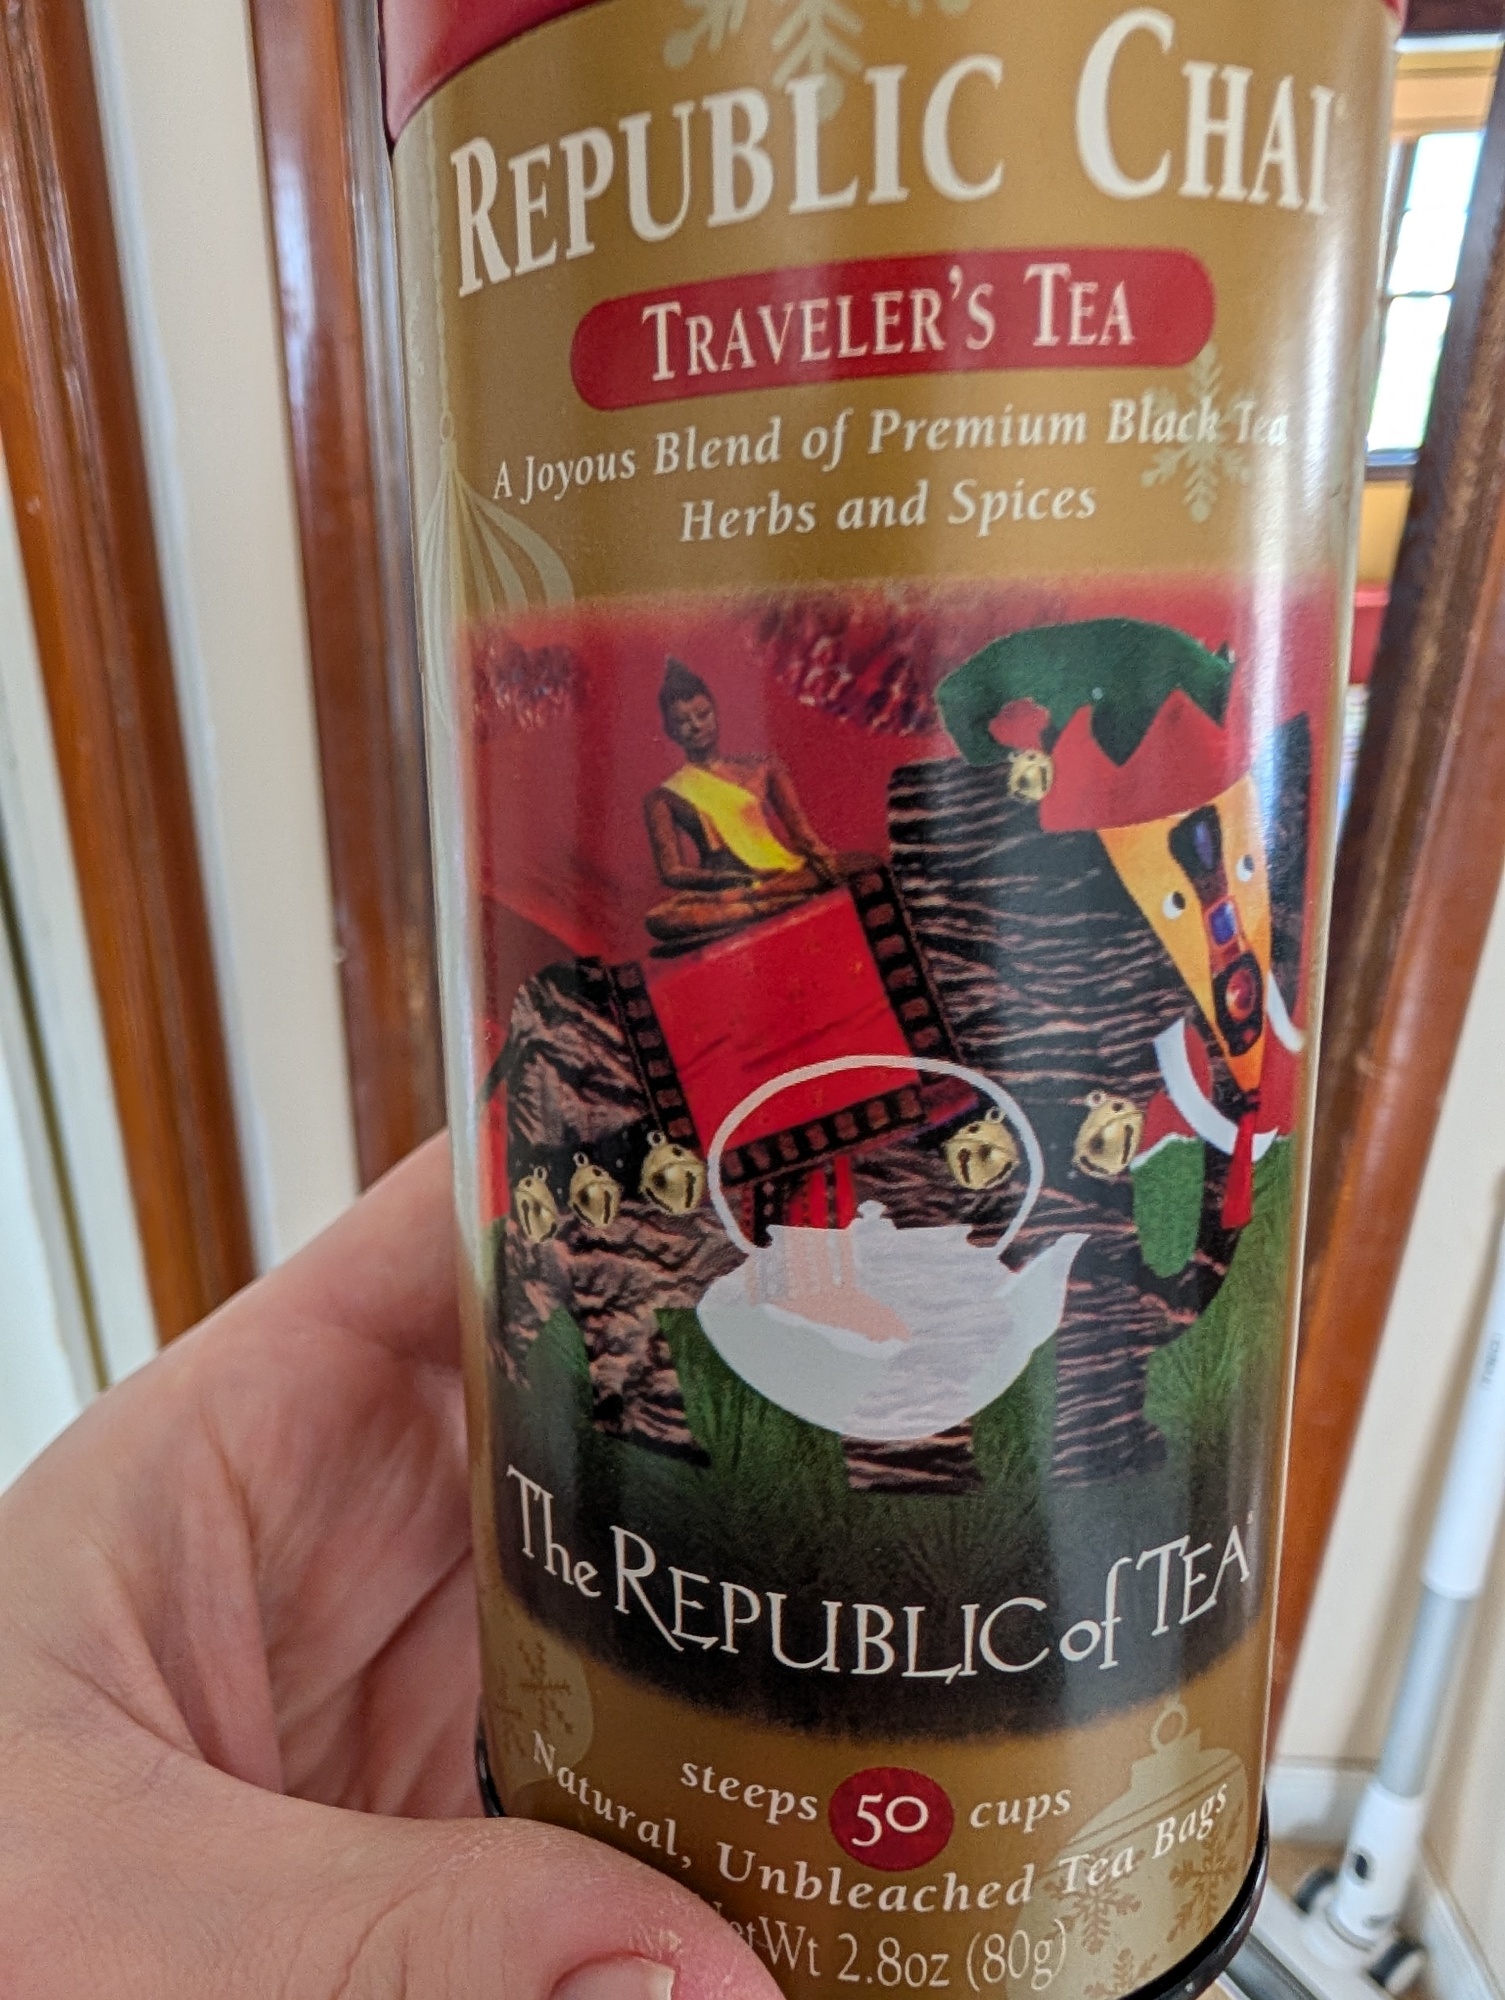 REPUBLIC CHAI
TRAVELER'S TEA
A Joyous Blend of Premium Black Tea
Herbs and Spices
The REPUBLIC of TEA
steeps 50 cups
Natural, Unbleached Tea Bags
Wt 2.8oz (80g)